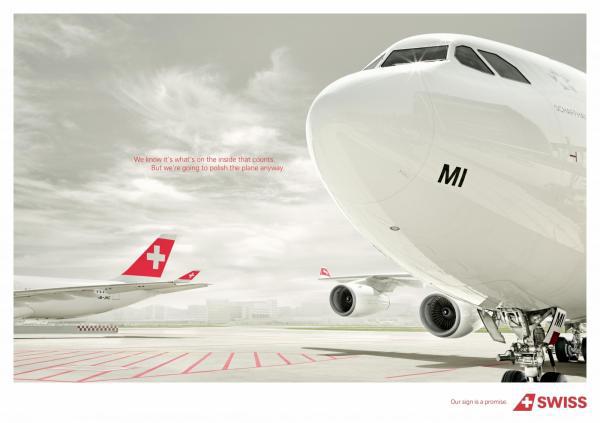 We know it's what's on the inside that counts.
But we're going to polish the plane anyway.
MI
MI
Our sign is a promise.
SWISS